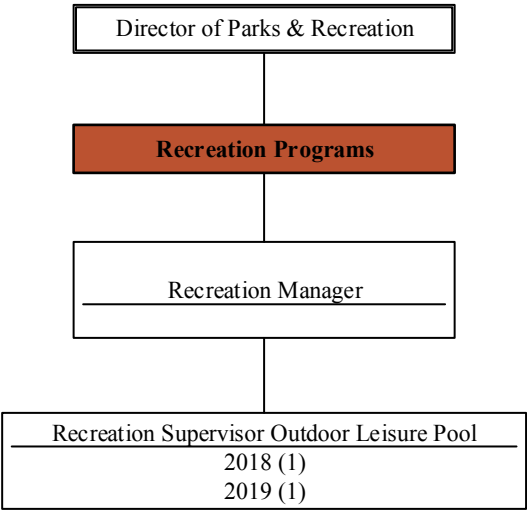 Director of Parks & Recreation
Recreation Programs
Recreation Manager
Recreation Supervisor Outdoor Leisure Pool
2018 (1)
2019 (1)